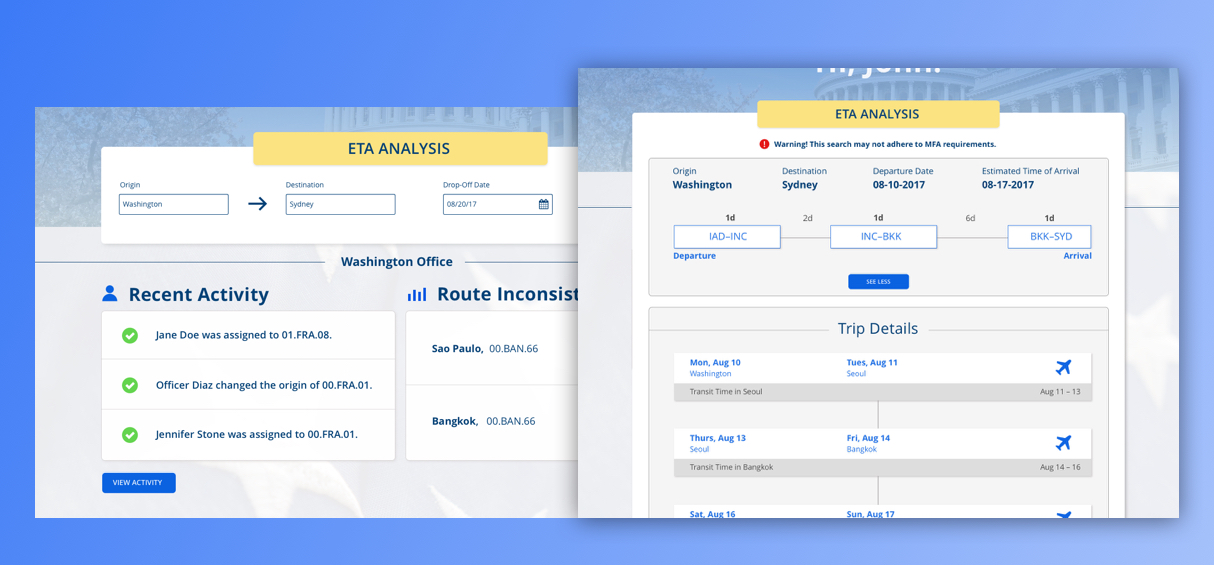 ETA ANALYSIS
Origin
Destination
Drop-Off Date
Washington
Sydney
08/20/17
Washington Office
Recent Activity
Jane Doe was assigned to 01.FRA.08.
Officer Diaz changed the origin of 00.FRA.01.
Jennifer Stone was assigned to 00.FRA.01.
VIEW ACTIVITY
Route Inconsist
Sao Paulo, 00.BAN.66
Bangkok, 00.BAN.66
ETA ANALYSIS
Warning! This search may not adhere to MFA requirements.
Origin
Destination
Departure Date
Estimated Time of Arrival
Washington
Sydney
08-10-2017
08-17-2017
1d
2d
1d
6d
1d
IAD–INC
INC–BKK
BKK–SYD
Departure
Arrival
SEE LESS
Trip Details
Mon, Aug 10
Tues, Aug 11
Washington
Seoul
Transit Time in Seoul
Aug 11 – 13
Thurs, Aug 13
Fri, Aug 14
Seoul
Bangkok
Transit Time in Bangkok
Aug 14 – 16
Sat, Aug 16
Sun, Aug 17